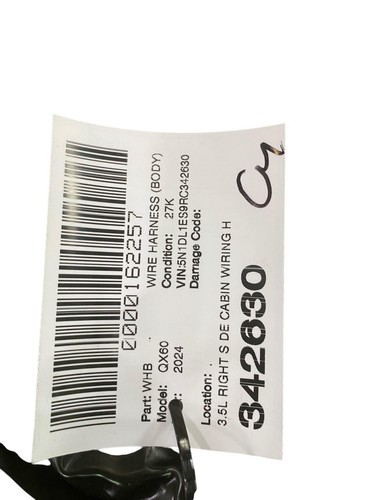 0000162257
Part: WHB WIRE HARNESS (BODY)
Model: QX60 Condition: 27K
2024 VIN:5N1DL1ES9RC342630
Damage Code:
Location:
3.5L RIGHT S DE CABIN WIRING H
342630